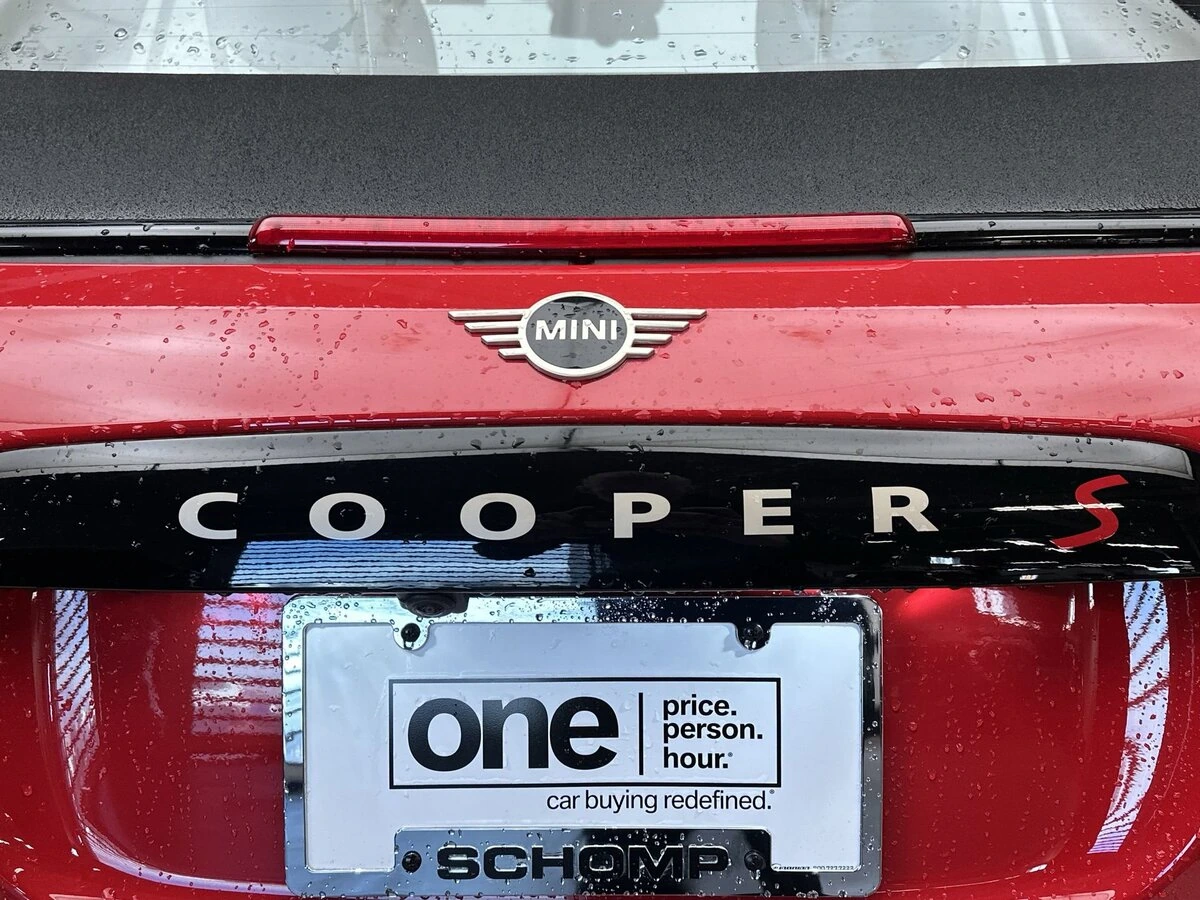 MINI
COOPER S
one
price.
person.
hour.®
car buying redefined.®
SCHOMP